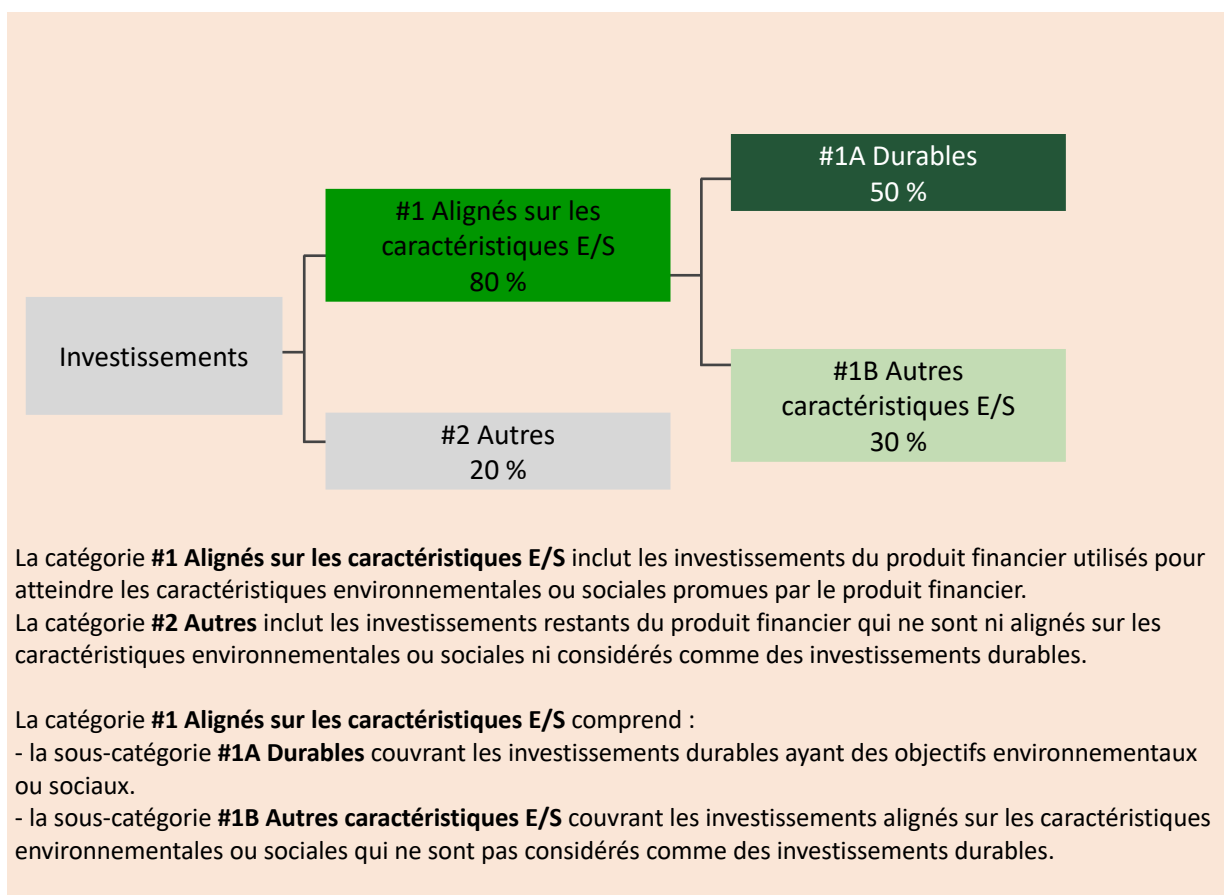 #1A Durables
50 %
#1 Alignés sur les
caractéristiques E/S
80 %
Investissements
#1B Autres
caractéristiques E/S
30 %
#2 Autres
20 %
La catégorie #1 Alignés sur les caractéristiques E/S inclut les investissements du produit financier utilisés pour
atteindre les caractéristiques environnementales ou sociales promues par le produit financier.
La catégorie #2 Autres inclut les investissements restants du produit financier qui ne sont ni alignés sur les
caractéristiques environnementales ou sociales ni considérés comme des investissements durables.
La catégorie #1 Alignés sur les caractéristiques E/S comprend :
- la sous-catégorie #1A Durables couvrant les investissements durables ayant des objectifs environnementaux
ou sociaux.
- la sous-catégorie #1B Autres caractéristiques E/S couvrant les investissements alignés sur les caractéristiques
environnementales ou sociales qui ne sont pas considérés comme des investissements durables.